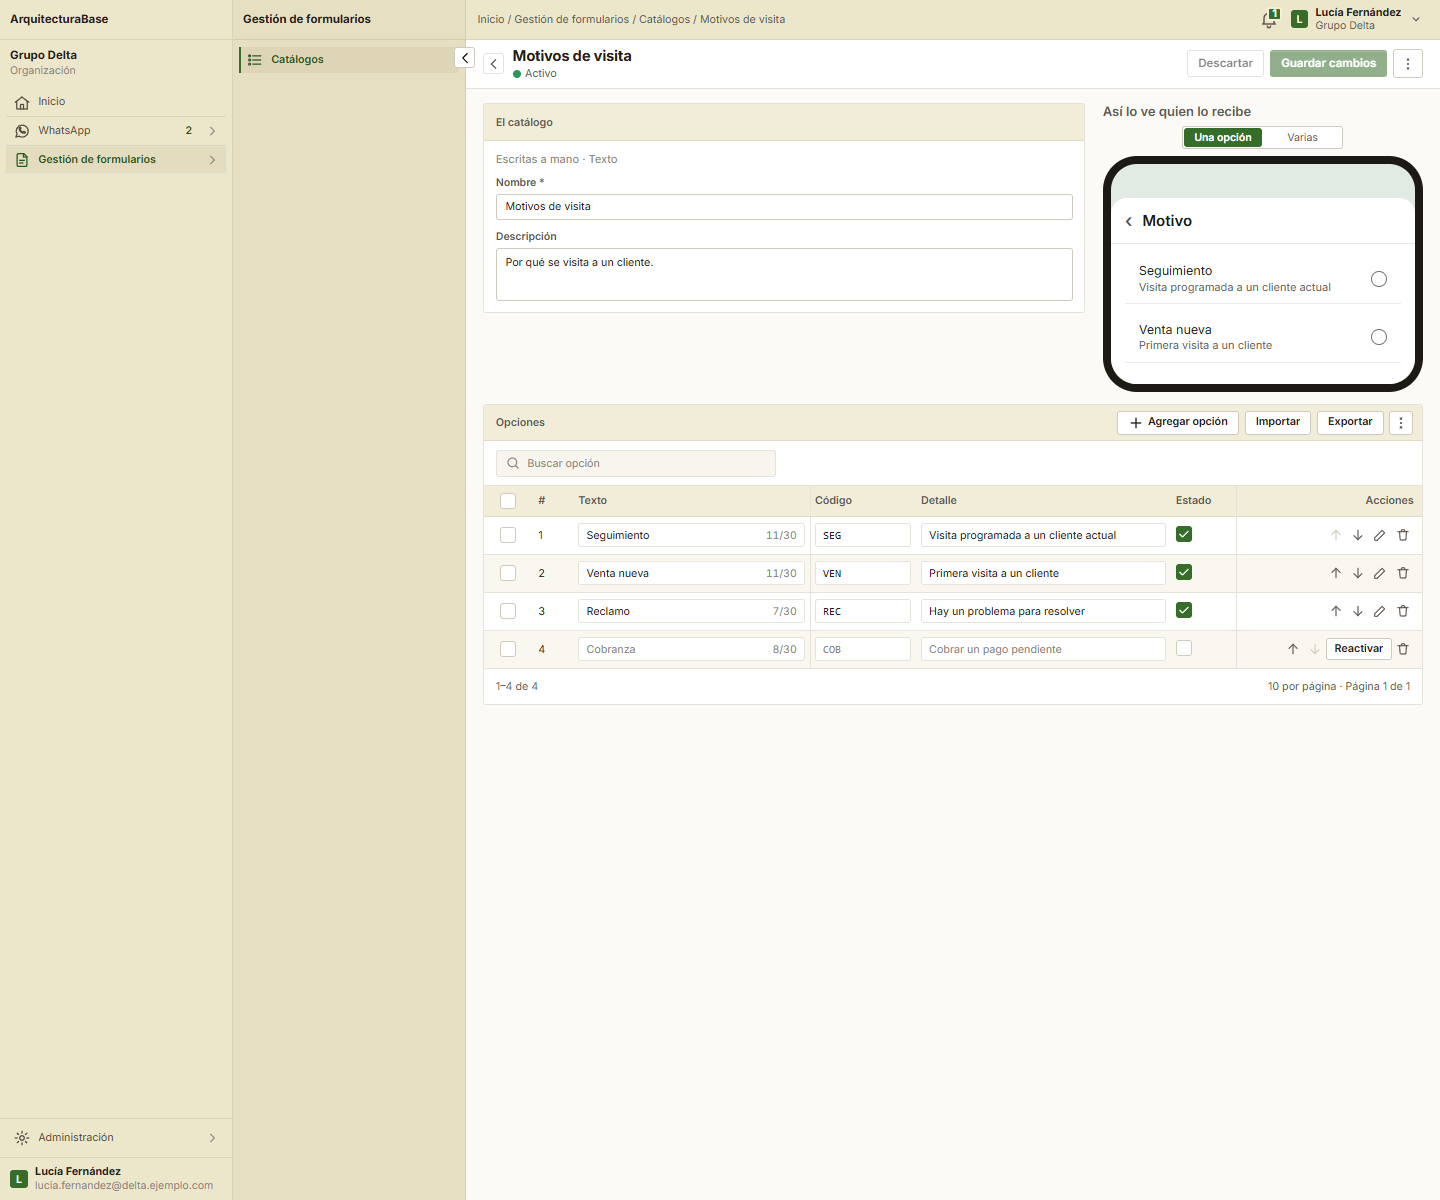 ArquitecturaBase
Grupo Delta
Organización
Inicio
WhatsApp 2
Gestión de formularios
Administración
L Lucía Fernández
lucia.fernandez@delta.ejemplo.com
Gestión de formularios
Catálogos
Inicio / Gestión de formularios / Catálogos / Motivos de visita
1
L Lucía Fernández
Grupo Delta
Motivos de visita
Activo
Descartar Guardar cambios
El catálogo
Escritas a mano · Texto
Nombre *
Motivos de visita
Descripción
Por qué se visita a un cliente.
Así lo ve quien lo recibe
Una opción Varias
Motivo
Seguimiento
Visita programada a un cliente actual
Venta nueva
Primera visita a un cliente
Opciones Agregar opción Importar Exportar
Buscar opción
# Texto Código Detalle Estado Acciones
1 Seguimiento 11/30 SEG Visita programada a un cliente actual
2 Venta nueva 11/30 VEN Primera visita a un cliente
3 Reclamo 7/30 REC Hay un problema para resolver
4 Cobranza 8/30 COB Cobrar un pago pendiente Reactivar
1–4 de 4 10 por página · Página 1 de 1